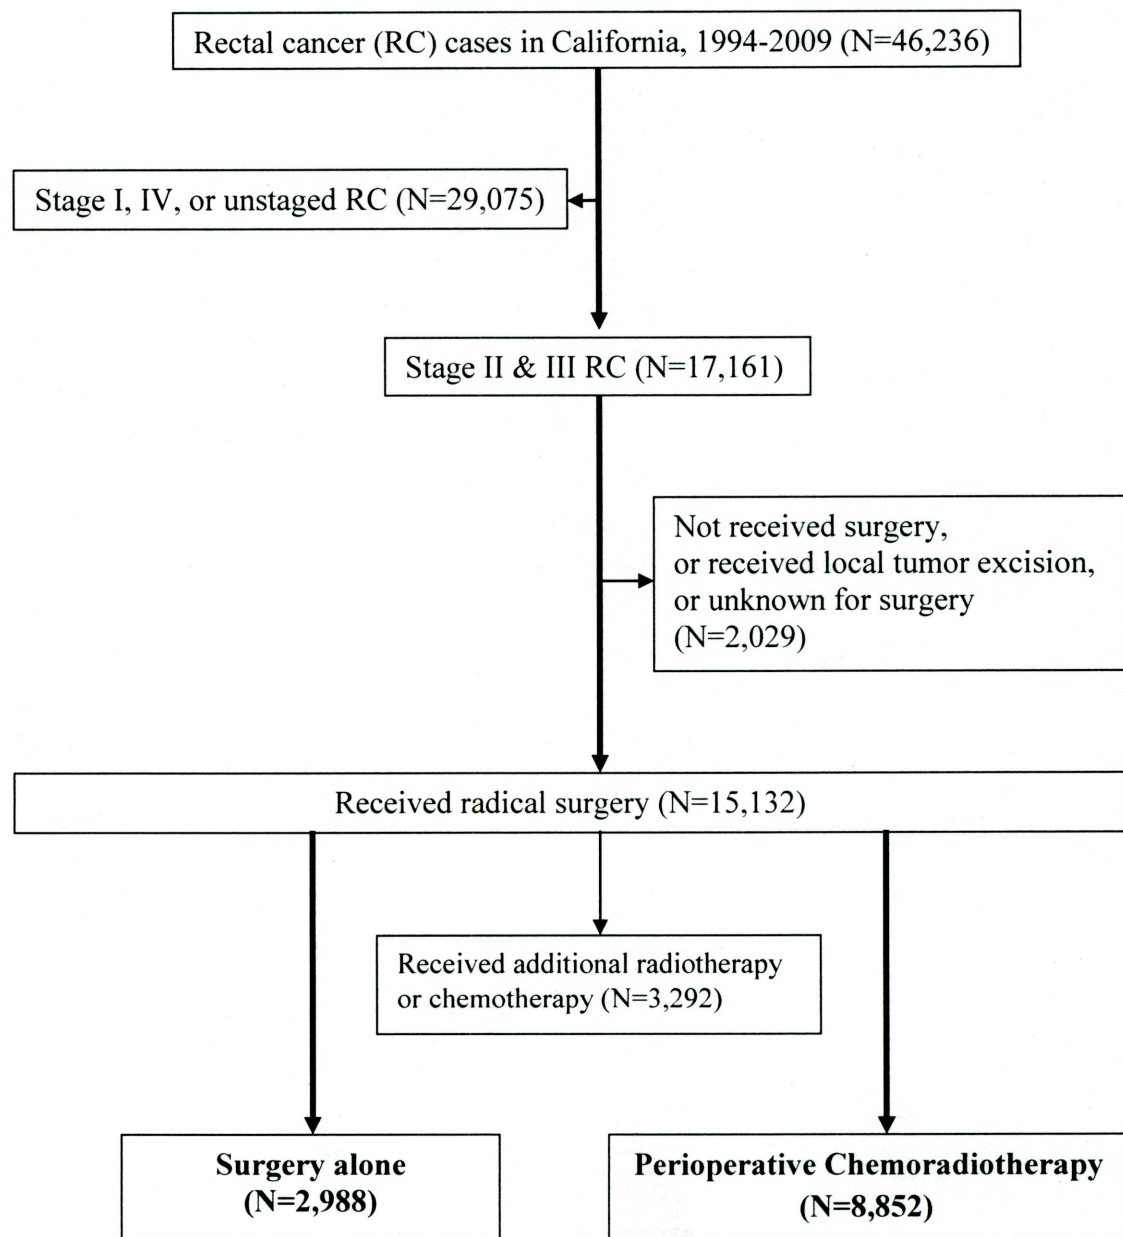 Rectal cancer (RC) cases in California, 1994-2009 (N=46,236)
Stage I, IV, or unstaged RC (N=29,075)
Stage II & III RC (N=17,161)
Not received surgery,
or received local tumor excision,
or unknown for surgery
(N=2,029)
Received radical surgery (N=15,132)
Received additional radiotherapy
or chemotherapy (N=3,292)
Surgery alone
(N=2,988)
Perioperative Chemoradiotherapy
(N=8,852)